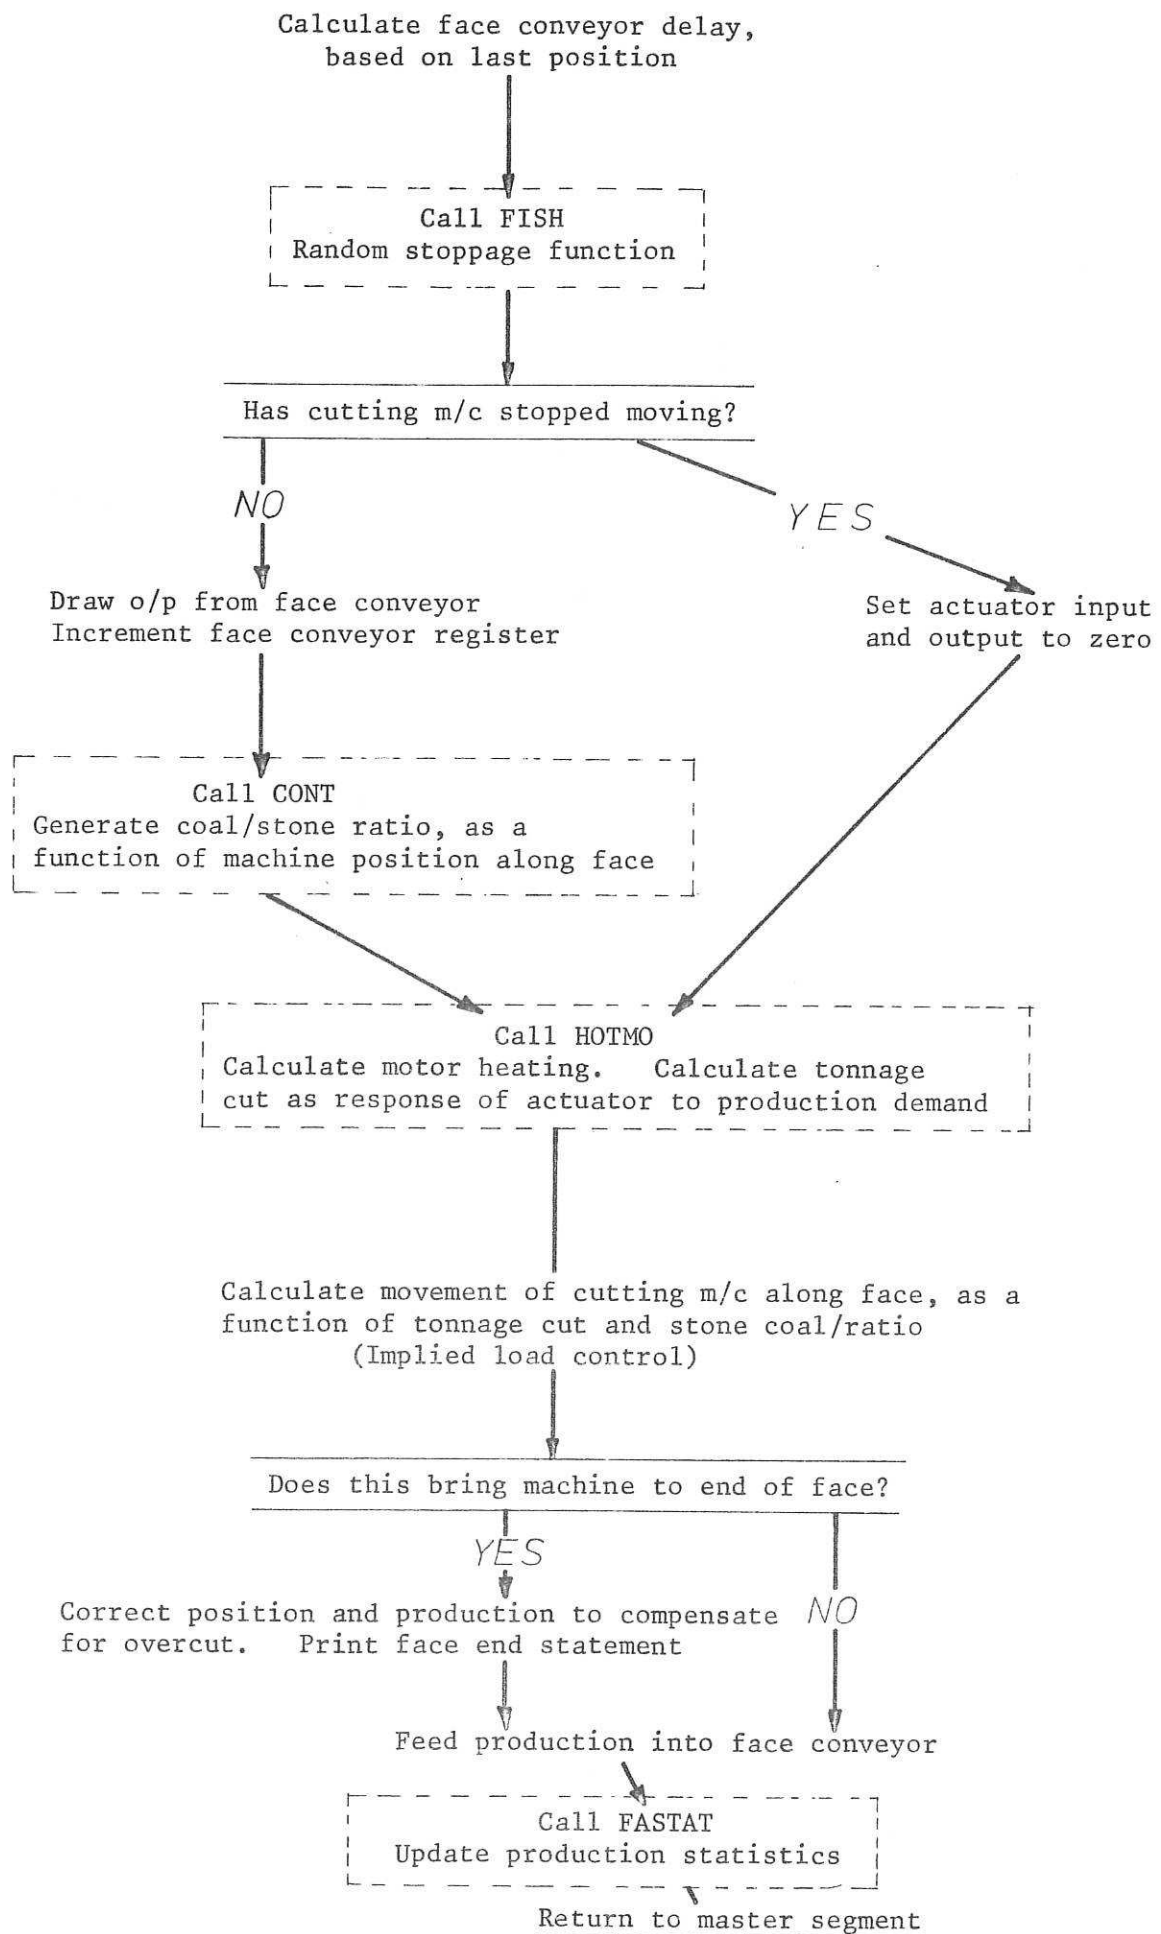 Calculate face conveyor delay,
based on last position
Call FISH
Random stoppage function
Has cutting m/c stopped moving?
NO
YES
Draw o/p from face conveyor
Increment face conveyor register
Set actuator input
and output to zero
Call CONT
Generate coal/stone ratio, as a
function of machine position along face
Call HOTMO
Calculate motor heating. Calculate tonnage
cut as response of actuator to production demand
Calculate movement of cutting m/c along face, as a
function of tonnage cut and stone coal/ratio
(Implied load control)
Does this bring machine to end of face?
YES
NO
Correct position and production to compensate
for overcut. Print face end statement
Feed production into face conveyor
Call FASTAT
Update production statistics
Return to master segment